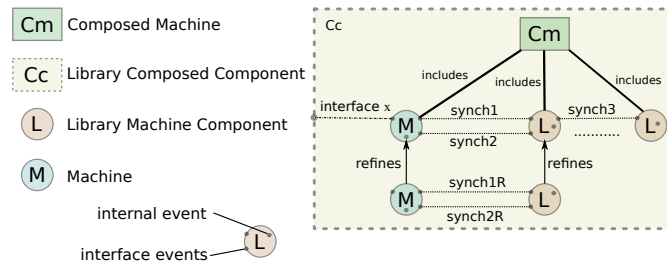 Cm Composed Machine
Cc Library Composed Component
L Library Machine Component
M Machine
internal event
interface events
L
Cc
Cm
includes
includes
includes
interface x
M
synch1
synch2
L
synch3
..........
L
refines
refines
M
synch1R
synch2R
L